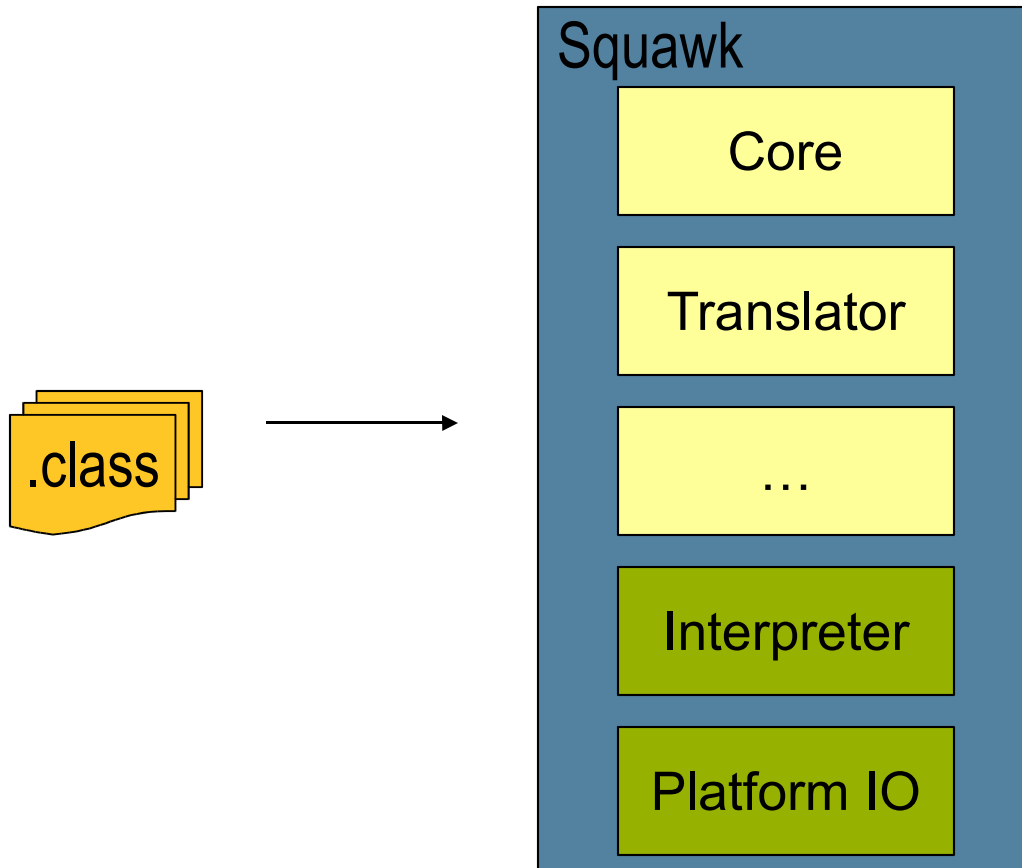 Squawk
Core
Translator
.class
…
Interpreter
Platform IO